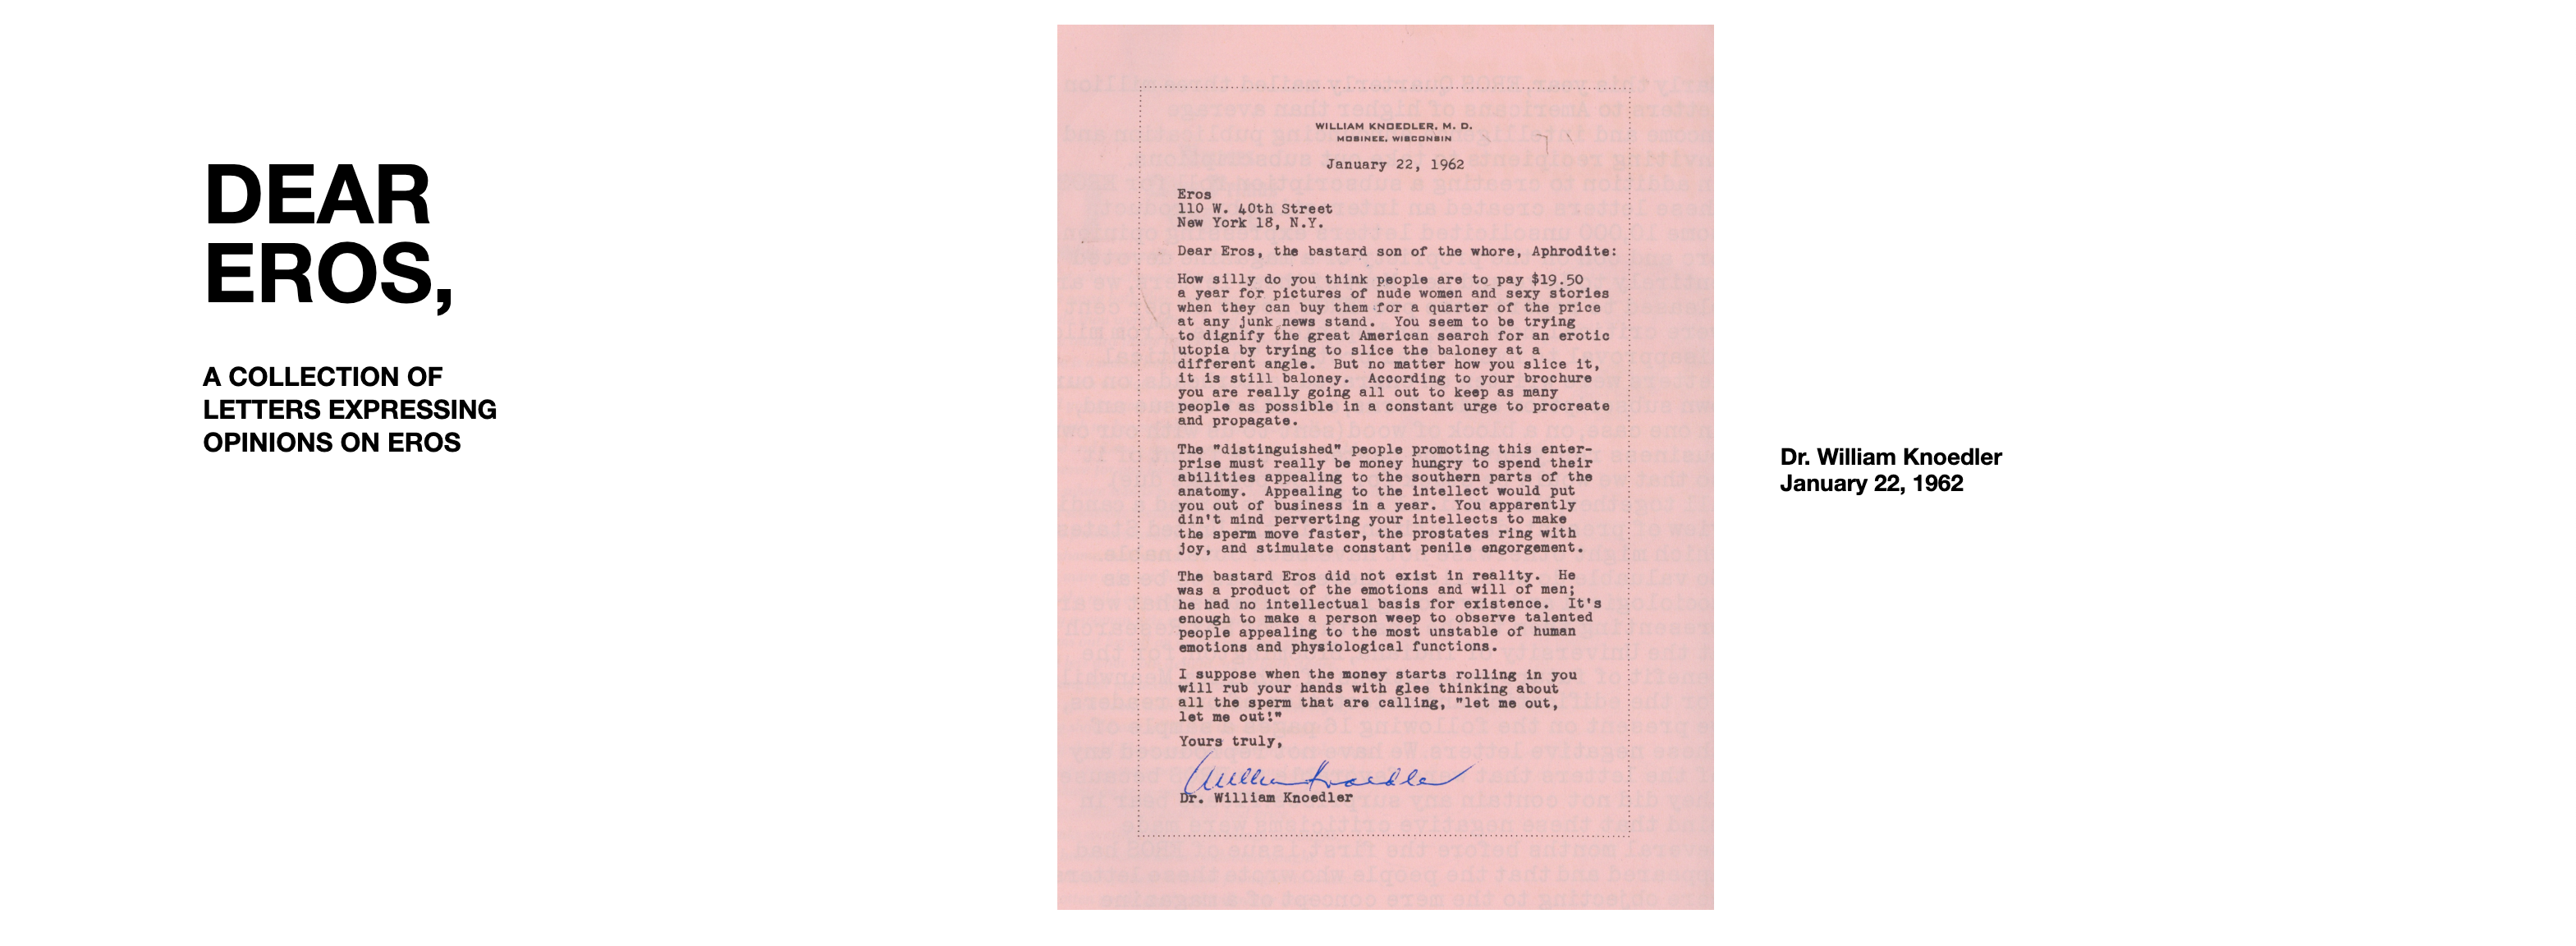 DEAR
EROS,
A COLLECTION OF
LETTERS EXPRESSING
OPINIONS ON EROS
WILLIAM KNOEDLER, M. D.
MOSINEE, WISCONSIN
January 22, 1962
Eros
110 W. 40th Street
New York 18, N.Y.
Dear Eros, the bastard son of the whore, Aphrodite:
How silly do you think people are to pay $19.50
a year for pictures of nude women and sexy stories
when they can buy them for a quarter of the price
at any junk news stand. You seem to be trying
to dignify the great American search for an erotic
utopia by trying to slice the baloney at a
different angle. But no matter how you slice it,
it is still baloney. According to your brochure
you are really going all out to keep as many
people as possible in a constant urge to procreate
and propagate.
The "distinguished" people promoting this enter-
prise must really be money hungry to spend their
abilities appealing to the southern parts of the
anatomy. Appealing to the intellect would put
you out of business in a year. You apparently
din't mind perverting your intellects to make
the sperm move faster, the prostates ring with
joy, and stimulate constant penile engorgement.
The bastard Eros did not exist in reality. He
was a product of the emotions and will of men;
he had no intellectual basis for existence. It's
enough to make a person weep to observe talented
people appealing to the most unstable of human
emotions and physiological functions.
I suppose when the money starts rolling in you
will rub your hands with glee thinking about
all the sperm that are calling, "let me out,
let me out!"
Yours truly,
William Knoedler
Dr. William Knoedler
Dr. William Knoedler
January 22, 1962